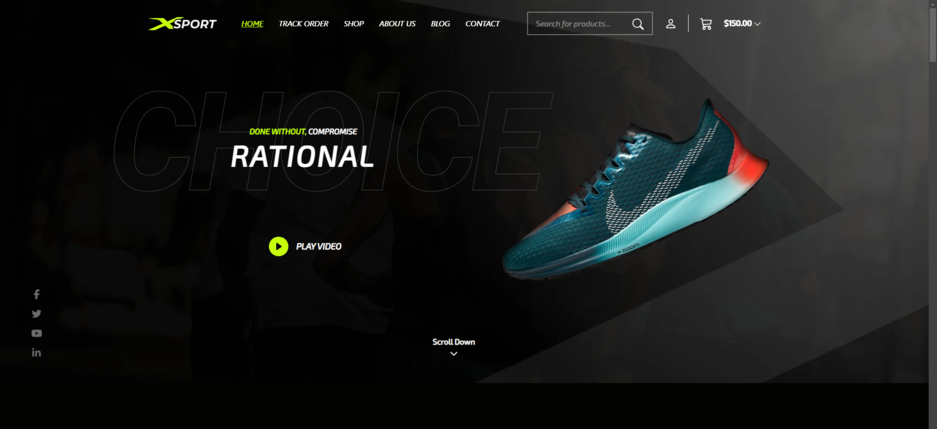 XSPORT
HOME TRACK ORDER SHOP ABOUT US BLOG CONTACT
Search for products...
$150.00
CHOICE
DONE WITHOUT, COMPROMISE
RATIONAL
PLAY VIDEO
zoom
Scroll Down